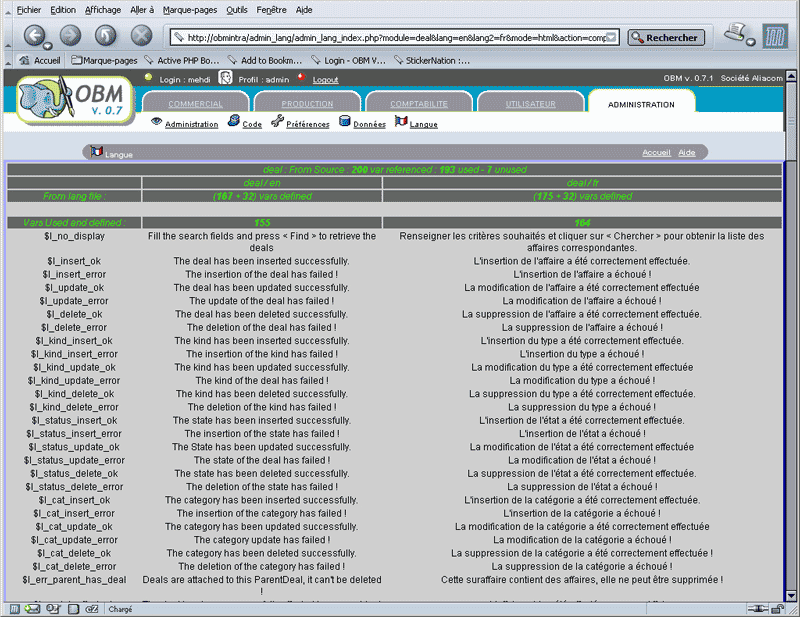 Fichier Edition Affichage Aller à Marque-pages Outils Fenêtre Aide
http://obmintra/admin_lang/admin_lang_index.php?module=deal&lang=en&lang2=fr&mode=html&action=comp Rechercher
Accueil Marque-pages Active PHP Bo... Add to Bookm... Login - OBM V... StickerNation :...
Login : mehdi Profil : admin Logout OBM v. 0.7.1 Société Aliacom
OBM
v. 0.7
COMMERCIAL PRODUCTION COMPTABILITE UTILISATEUR ADMINISTRATION
Administration Code Préférences Données Langue
Langue Accueil Aide
deal : From Source : 200 var referenced : 193 used - 7 unused
deal / en deal / fr
From lang file : (167 + 32) vars defined (175 + 32) vars defined
Vars Used and defined : 155 164
$l_no_display Fill the search fields and press < Find > to retrieve the deals Renseigner les critères souhaités et cliquer sur < Chercher > pour obtenir la liste des affaires correspondantes.
$l_insert_ok The deal has been inserted successfully. L'insertion de l'affaire a été correctement effectuée.
$l_insert_error The insertion of the deal has failed ! L'insertion de l'affaire a échoué !
$l_update_ok The deal has been updated successfully. La modification de l'affaire a été correctement effectuée
$l_update_error The update of the deal has failed ! La modification de l'affaire a échoué !
$l_delete_ok The deal has been deleted successfully. La suppression de l'affaire a été correctement effectuée.
$l_delete_error The deletion of the deal has failed ! La suppression de l'affaire a échoué !
$l_kind_insert_ok The kind has been inserted successfully. L'insertion du type a été correctement effectuée.
$l_kind_insert_error The insertion of the kind has failed ! L'insertion du type a échoué !
$l_kind_update_ok The kind has been updated successfully. La modification du type a été correctement effectuée
$l_kind_update_error The kind of the deal has failed ! La modification du type a échoué !
$l_kind_delete_ok The kind has been deleted successfully. La suppression du type a été correctement effectuée.
$l_kind_delete_error The deletion of the kind has failed ! La suppression du type a échoué !
$l_status_insert_ok The state has been inserted successfully. L'insertion de l'état a été correctement effectuée.
$l_status_insert_error The insertion of the state has failed ! L'insertion de l'état a échoué !
$l_status_update_ok The State has been updated successfully. La modification de l'état a été correctement effectuée
$l_status_update_error The state of the deal has failed ! La modification de l'état a échoué !
$l_status_delete_ok The state has been deleted successfully. La suppression de l'état a été correctement effectuée.
$l_status_delete_error The deletion of the state has failed ! La suppression de l'état a échoué !
$l_cat_insert_ok The category has been inserted successfully. L'insertion de la catégorie a été correctement effectuée.
$l_cat_insert_error The insertion of the category has failed ! L'insertion de la catégorie a échoué !
$l_cat_update_ok The category has been updated successfully. La modification de la catégorie a été correctement effectuée
$l_cat_update_error The category update has failed ! La modification de la catégorie a échoué !
$l_cat_delete_ok The category has been deleted successfully. La suppression de la catégorie a été correctement effectuée !
$l_cat_delete_error The deletion of the category has failed ! La suppression de la catégorie a échoué !
$l_err_parent_has_deal Deals are attached to this ParentDeal, it can't be deleted ! Cette suraffaire contient des affaires, elle ne peut être supprimée !
Chargé